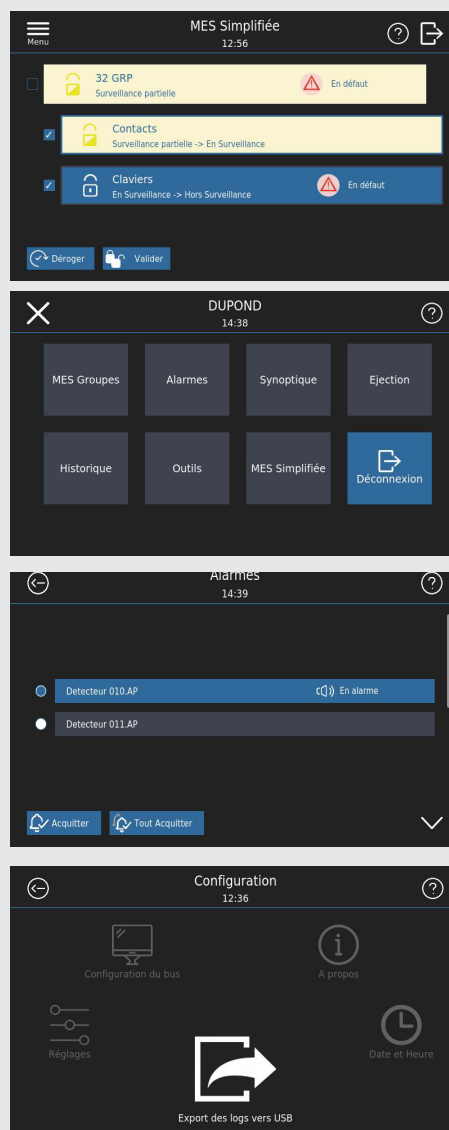 MES Simplifiée
Menu
12:56
32 GRP
Surveillance partielle
En défaut
Contacts
Surveillance partielle -> En Surveillance
Claviers
En Surveillance -> Hors Surveillance
En défaut
Déroger
Valider
DUPOND
14:38
MES Groupes
Alarmes
Synoptique
Ejection
Historique
Outils
MES Simplifiée
Déconnexion
Alarmes
14:39
Detecteur 010.AP
En alarme
Detecteur 011.AP
Acquitter
Tout Acquitter
Configuration
12:36
Configuration du bus
A propos
Réglages
Date et Heure
Export des logs vers USB